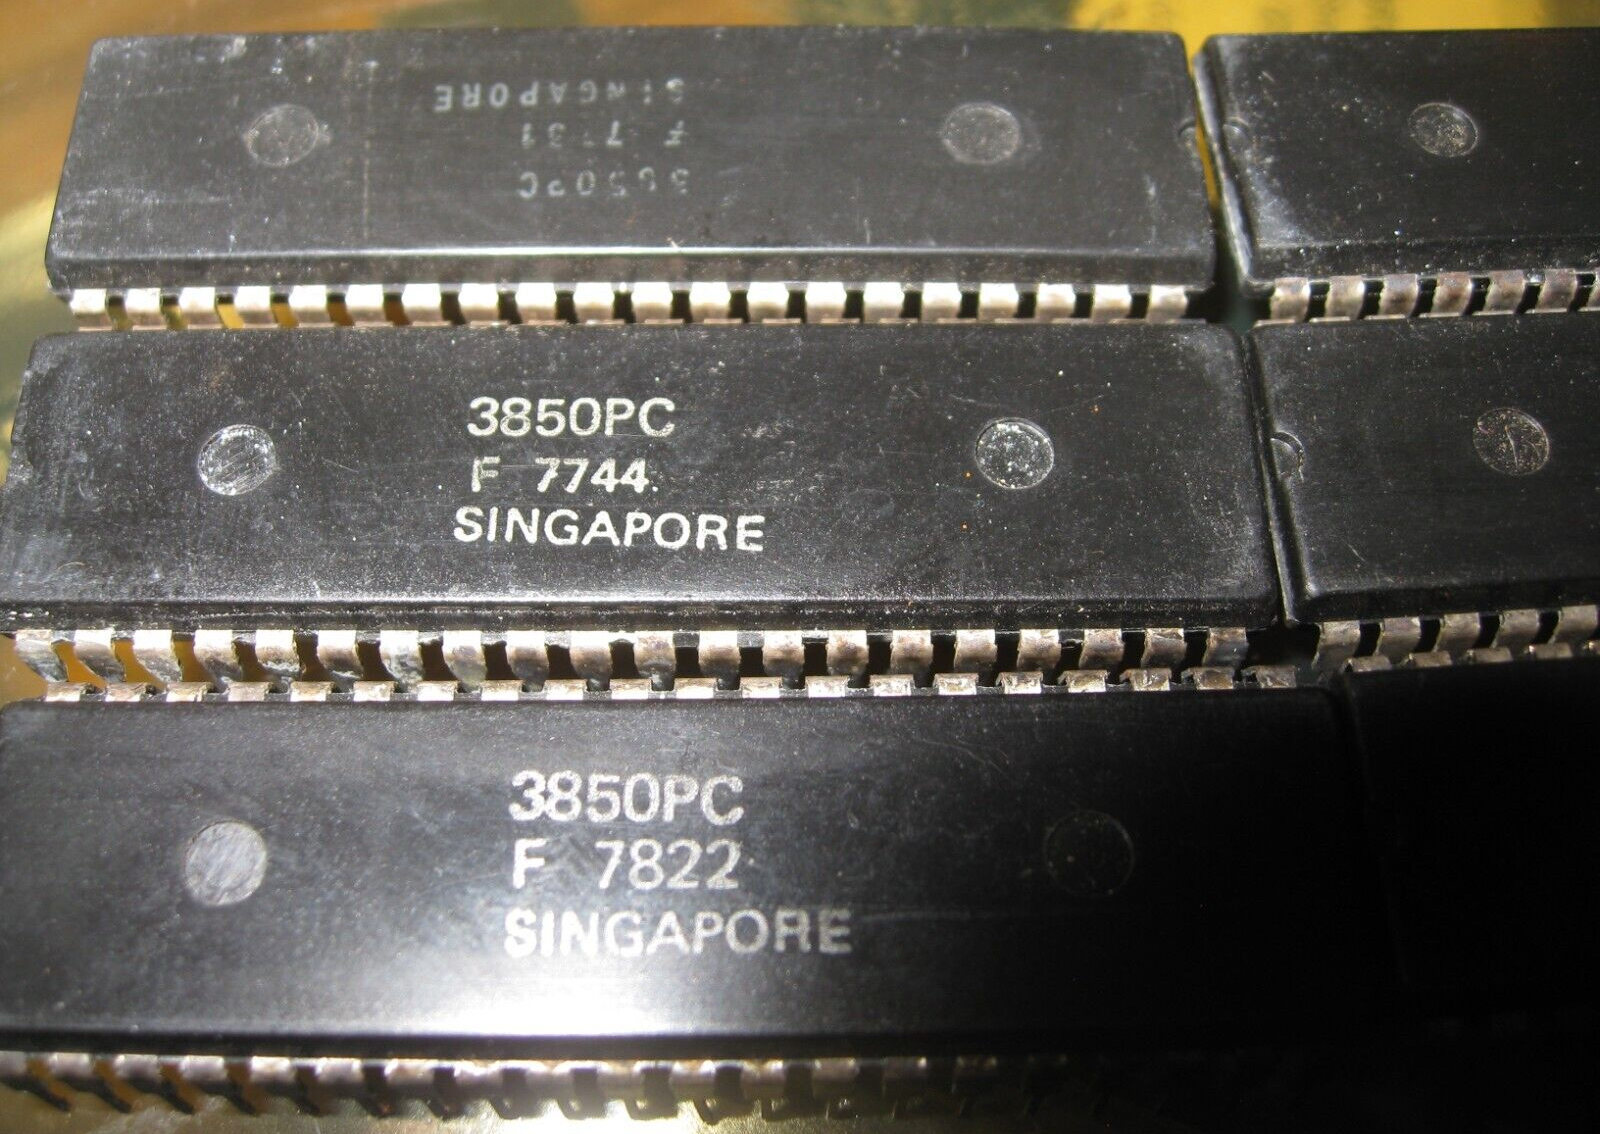 3850PC
F 7731
SINGAPORE
3850PC
F 7744
SINGAPORE
3850PC
F 7822
SINGAPORE